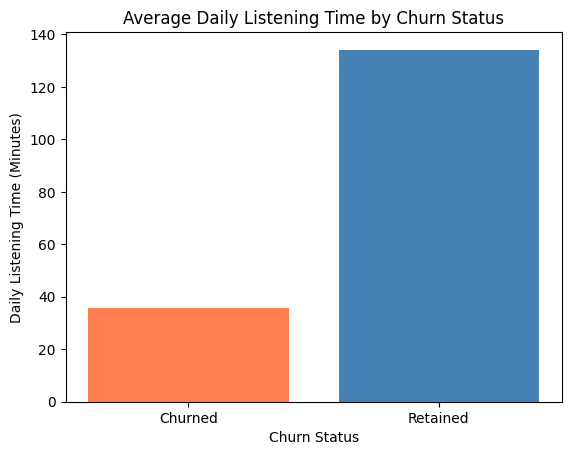 Average Daily Listening Time by Churn Status
Daily Listening Time (Minutes)
140
120
100
80
60
40
20
0
Churned
Retained
Churn Status